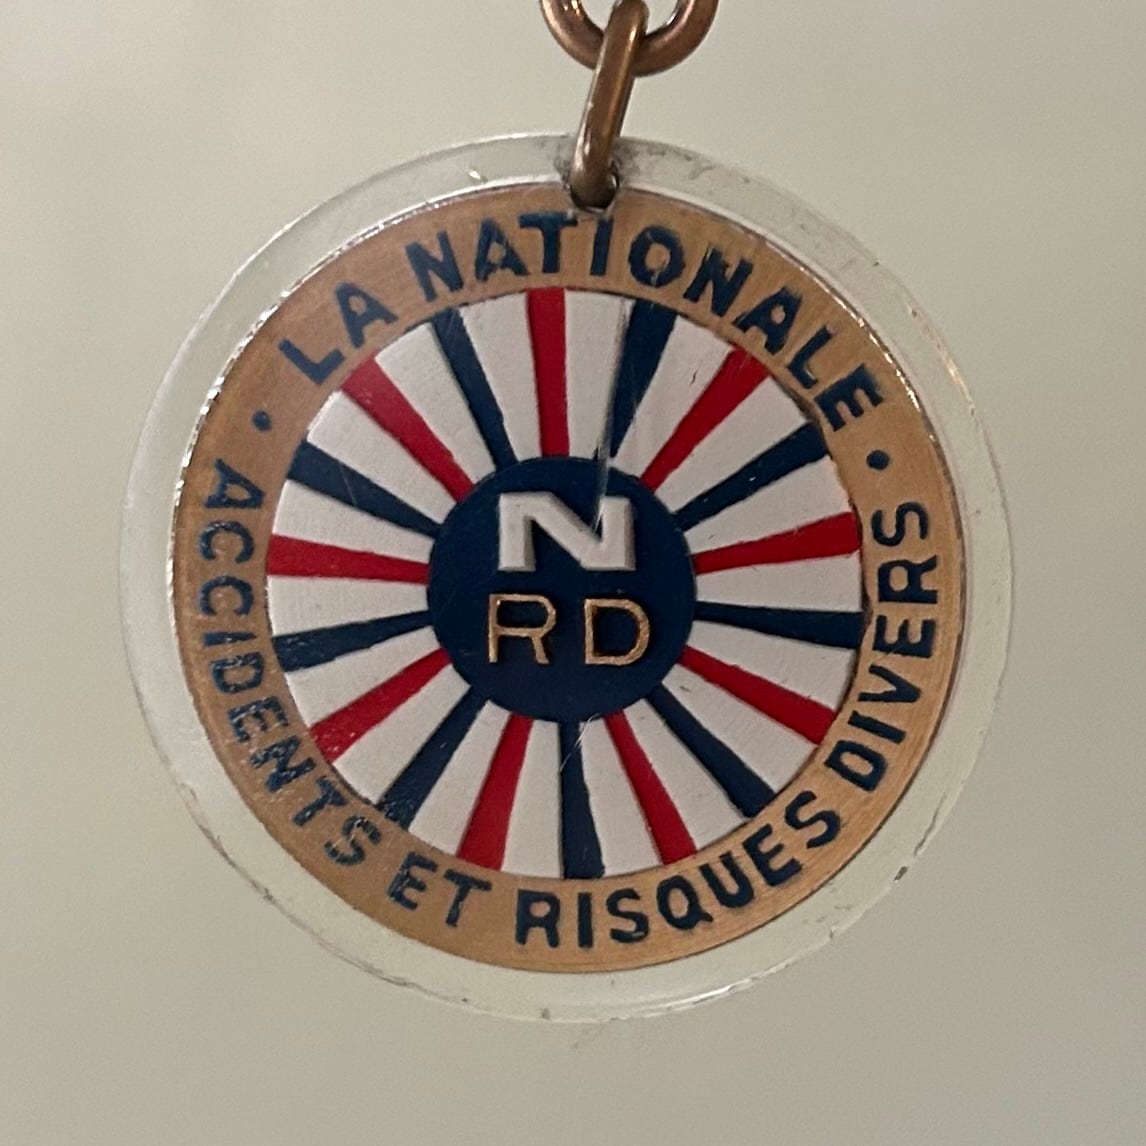 LA NATIONALE
N
RD
· ACCIDENTS ET RISQUES DIVERS ·